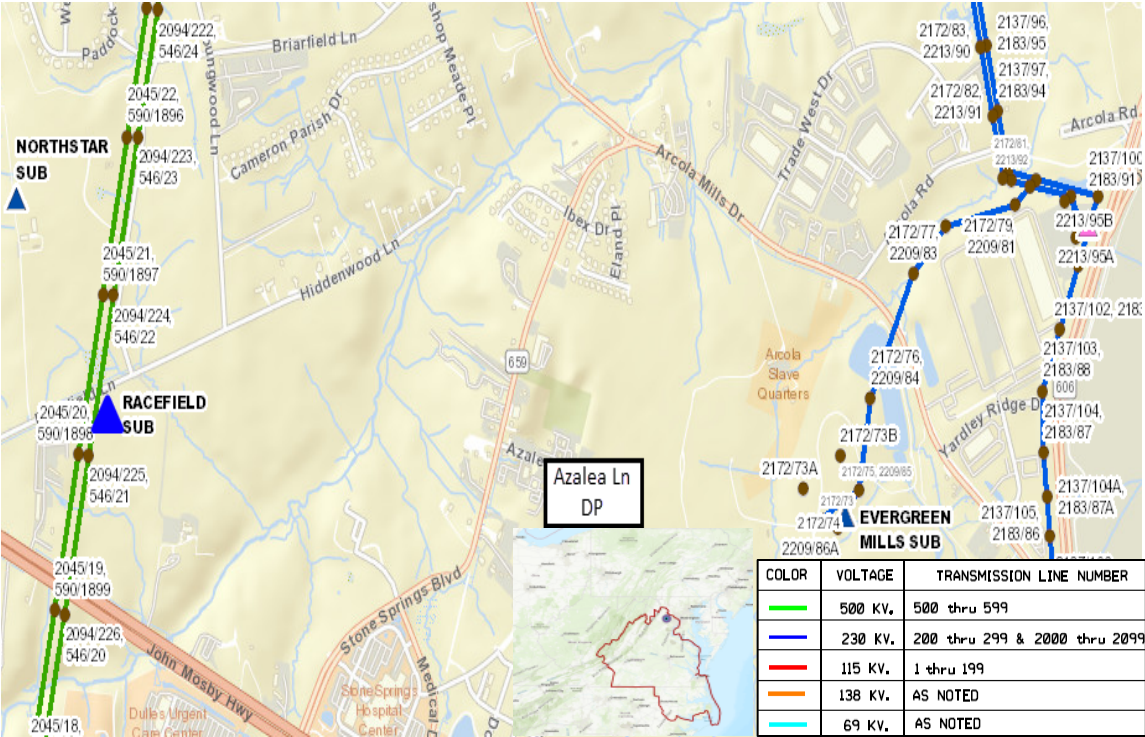 2094/222,
546/24
Paddock
Briarfield Ln
2045/22,
590/1896
2094/223,
546/23
Cameron Parish Dr
NORTHSTAR
SUB
2045/21,
590/1897
2094/224,
546/22
Hiddenwood Ln
2045/20,
590/1898
RACEFIELD
SUB
2094/225,
546/21
2045/19,
590/1899
2094/226,
546/20
2045/18,
John Mosby Hwy
Dulles Urgent
Care Center
Stone Springs Blvd
StoneSprings
Hospital
Center
Ibex Dr
Eland Pl
659
Arcola Mills Dr
Trade West Dr
2172/83,
2213/90
2137/96,
2183/95
2172/82,
2213/91
2137/97,
2183/94
Arcola Rd
2172/81,
2213/92
2137/100
2183/91
2213/95B
2213/95A
2172/77,
2209/83
2172/79,
2209/81
2137/102, 2183
2137/103,
2183/88
606
2172/76,
2209/84
Arcola
Slave
Quarters
Yardley Ridge D
2137/104,
2183/87
2172/73B
2172/73A
2172/75, 2209/85
2172/73
2172/74
2209/86A
EVERGREEN
MILLS SUB
2137/104A,
2183/87A
2137/105,
2183/86
Azalea Ln
DP
COLOR VOLTAGE TRANSMISSION LINE NUMBER
500 KV. 500 thru 599
230 KV. 200 thru 299 & 2000 thru 2099
115 KV. 1 thru 199
138 KV. AS NOTED
69 KV. AS NOTED